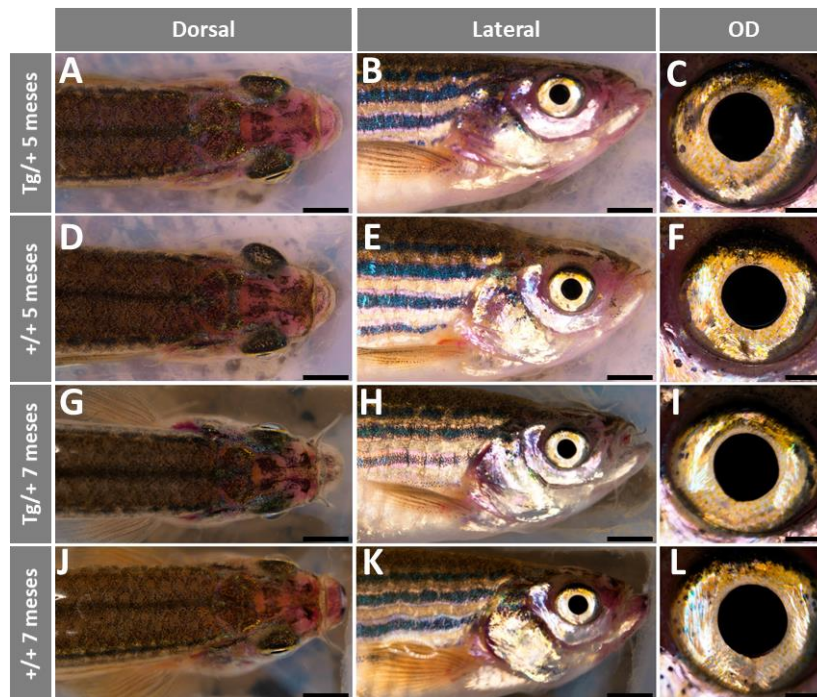 Dorsal Lateral OD
Tg/+ 5 meses
A B C
+/+ 5 meses
D E F
Tg/+ 7 meses
G H I
+/+ 7 meses
J K L